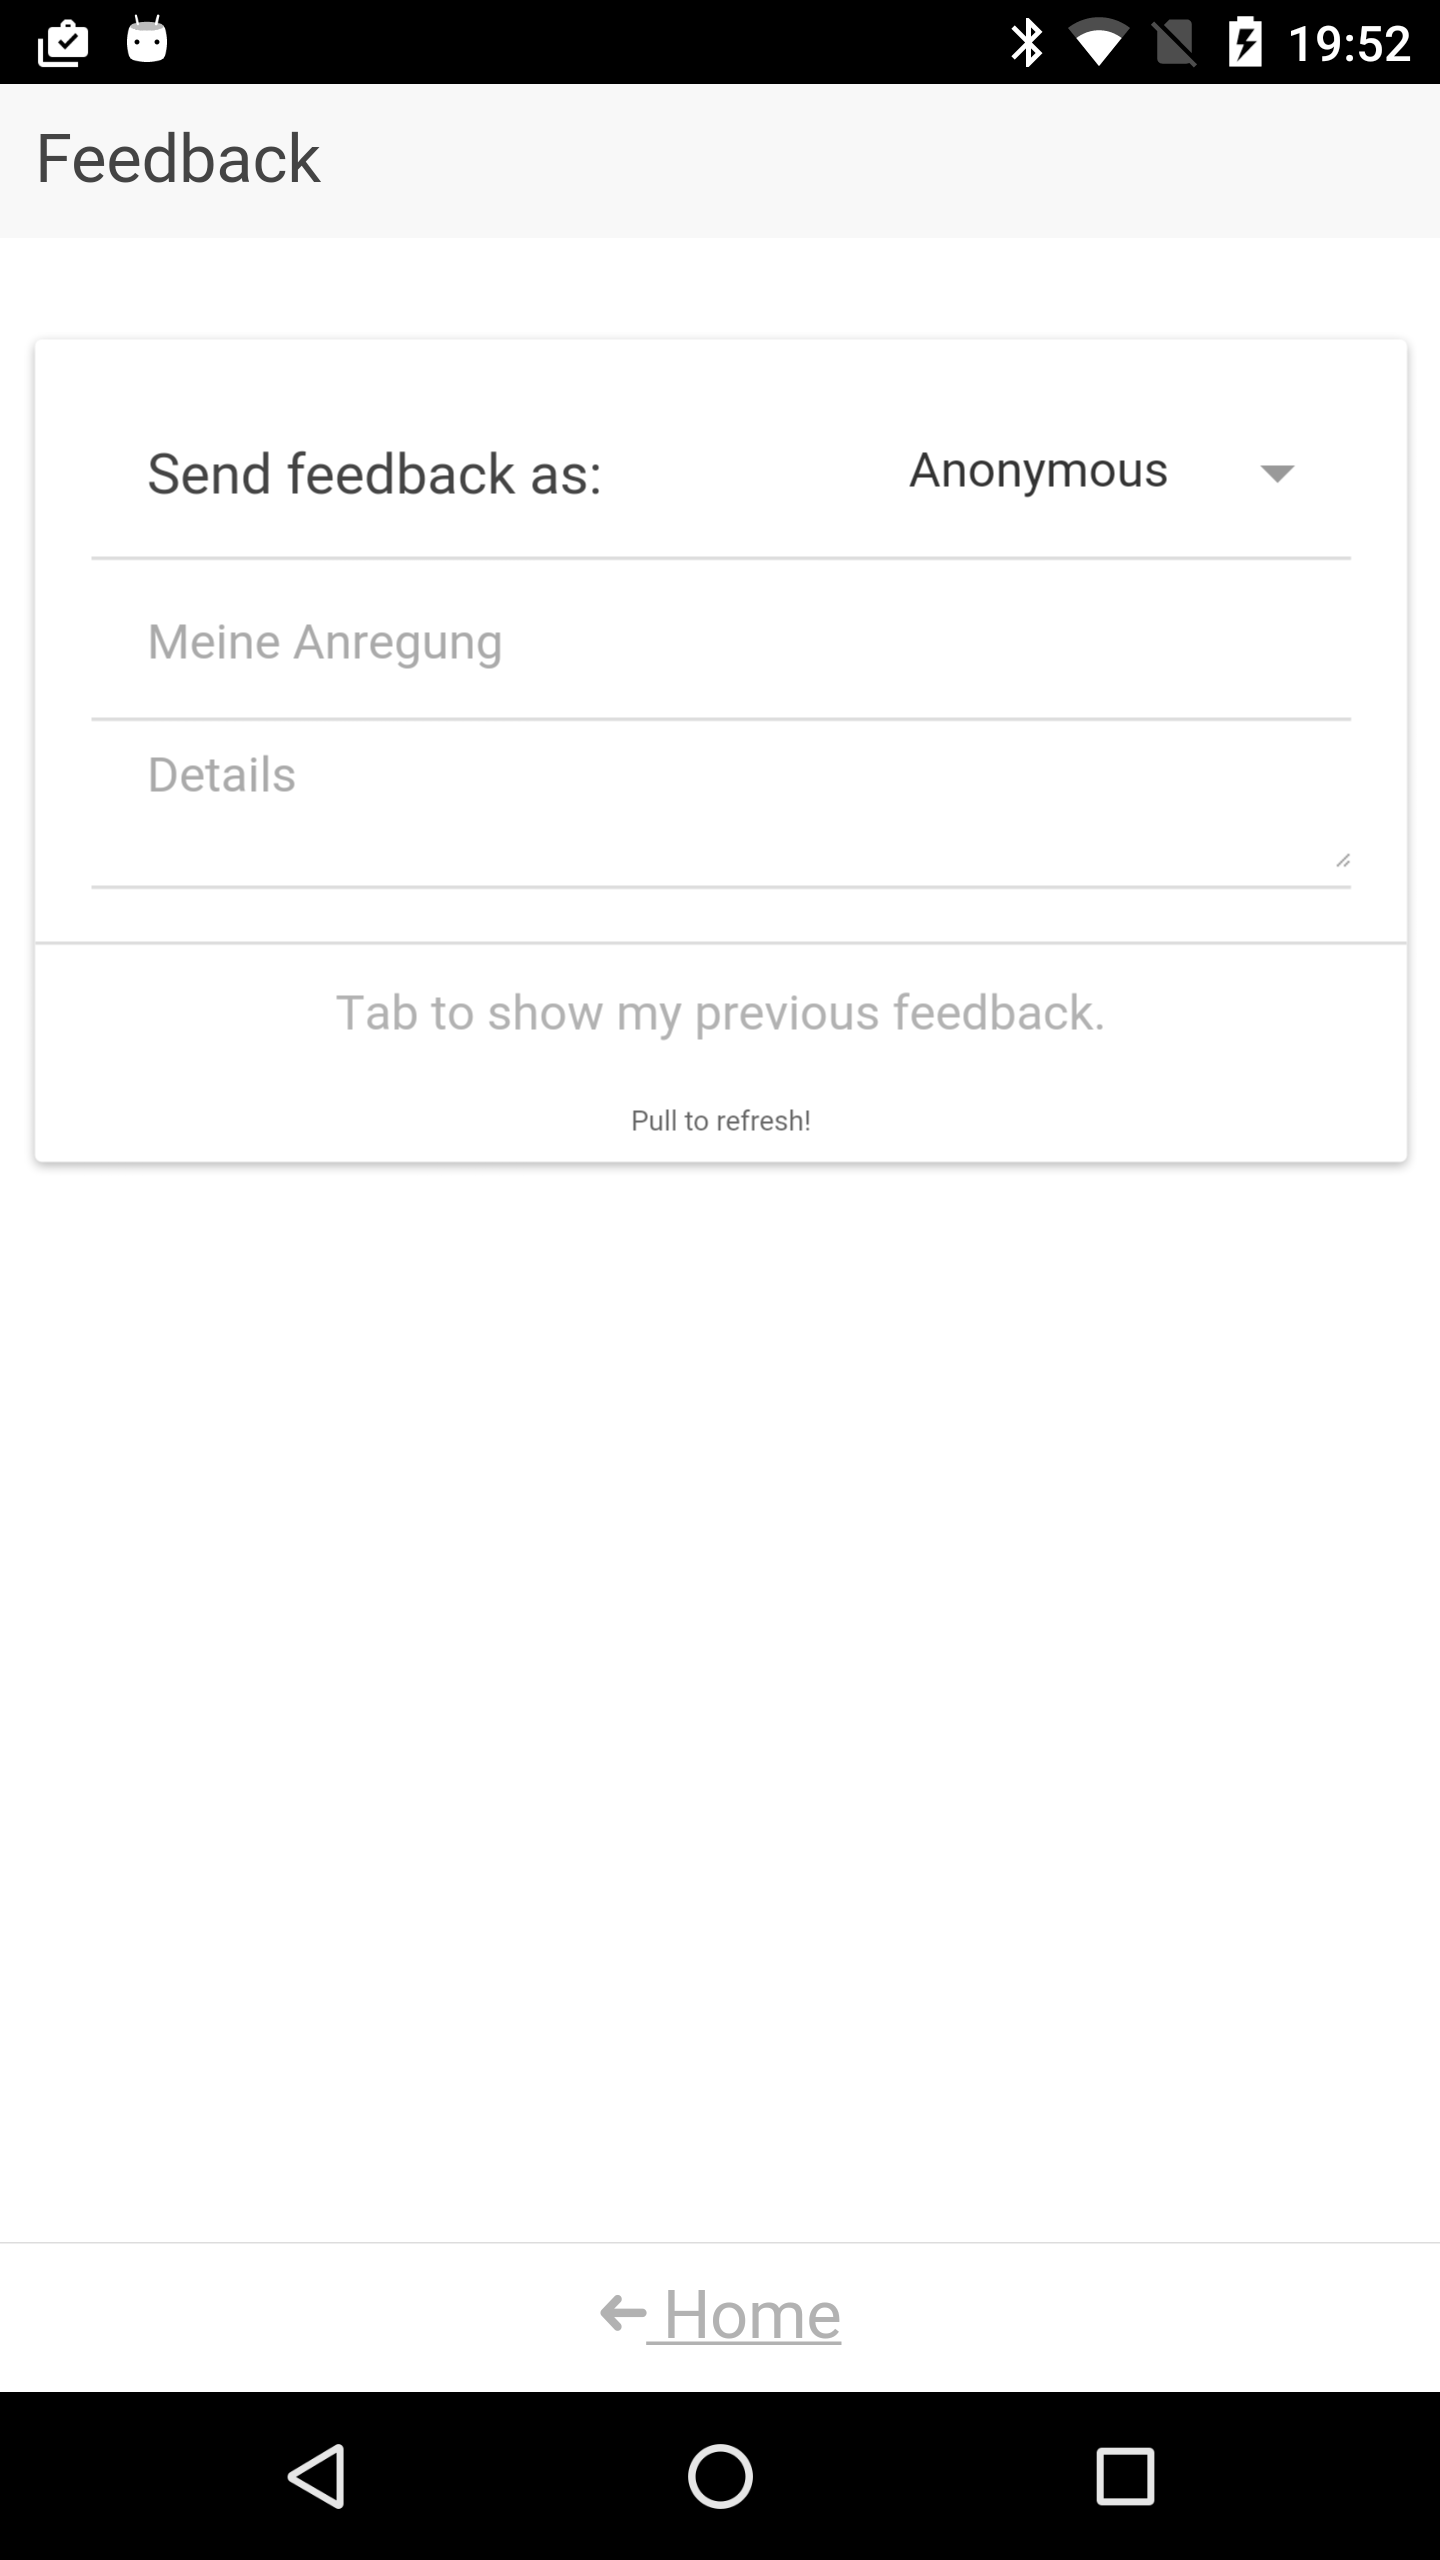 19:52
Feedback
Send feedback as: Anonymous
Meine Anregung
Details
Tab to show my previous feedback.
Pull to refresh!
Home